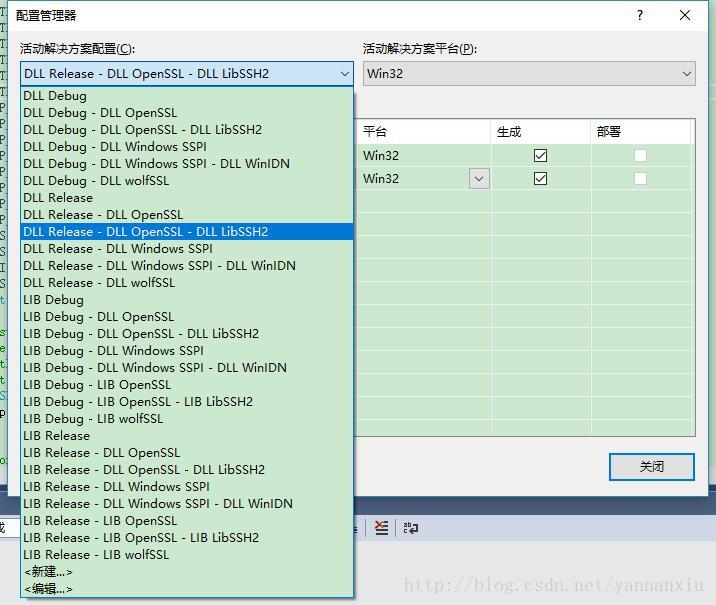 配置管理器
活动解决方案配置(C):
活动解决方案平台(P):
DLL Release - DLL OpenSSL - DLL LibSSH2
Win32
平台
生成
部署
Win32
Win32
DLL Debug
DLL Debug - DLL OpenSSL
DLL Debug - DLL OpenSSL - DLL LibSSH2
DLL Debug - DLL Windows SSPI
DLL Debug - DLL Windows SSPI - DLL WinIDN
DLL Debug - DLL wolfSSL
DLL Release
DLL Release - DLL OpenSSL
DLL Release - DLL OpenSSL - DLL LibSSH2
DLL Release - DLL Windows SSPI
DLL Release - DLL Windows SSPI - DLL WinIDN
DLL Release - DLL wolfSSL
LIB Debug
LIB Debug - DLL OpenSSL
LIB Debug - DLL OpenSSL - DLL LibSSH2
LIB Debug - DLL Windows SSPI
LIB Debug - DLL Windows SSPI - DLL WinIDN
LIB Debug - LIB OpenSSL
LIB Debug - LIB OpenSSL - LIB LibSSH2
LIB Debug - LIB wolfSSL
LIB Release
LIB Release - DLL OpenSSL
LIB Release - DLL OpenSSL - DLL LibSSH2
LIB Release - DLL Windows SSPI
LIB Release - DLL Windows SSPI - DLL WinIDN
LIB Release - LIB OpenSSL
LIB Release - LIB OpenSSL - LIB LibSSH2
LIB Release - LIB wolfSSL
<新建...>
<编辑...>
关闭
http://blog.csdn.net/yannanxiu